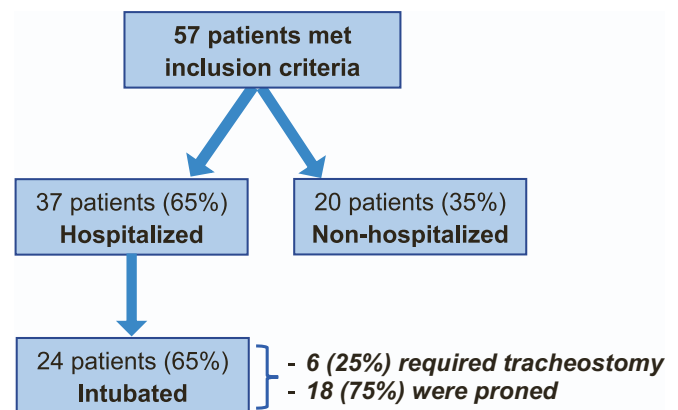 57 patients met
inclusion criteria
37 patients (65%)
Hospitalized
20 patients (35%)
Non-hospitalized
24 patients (65%)
Intubated
- 6 (25%) required tracheostomy
- 18 (75%) were proned